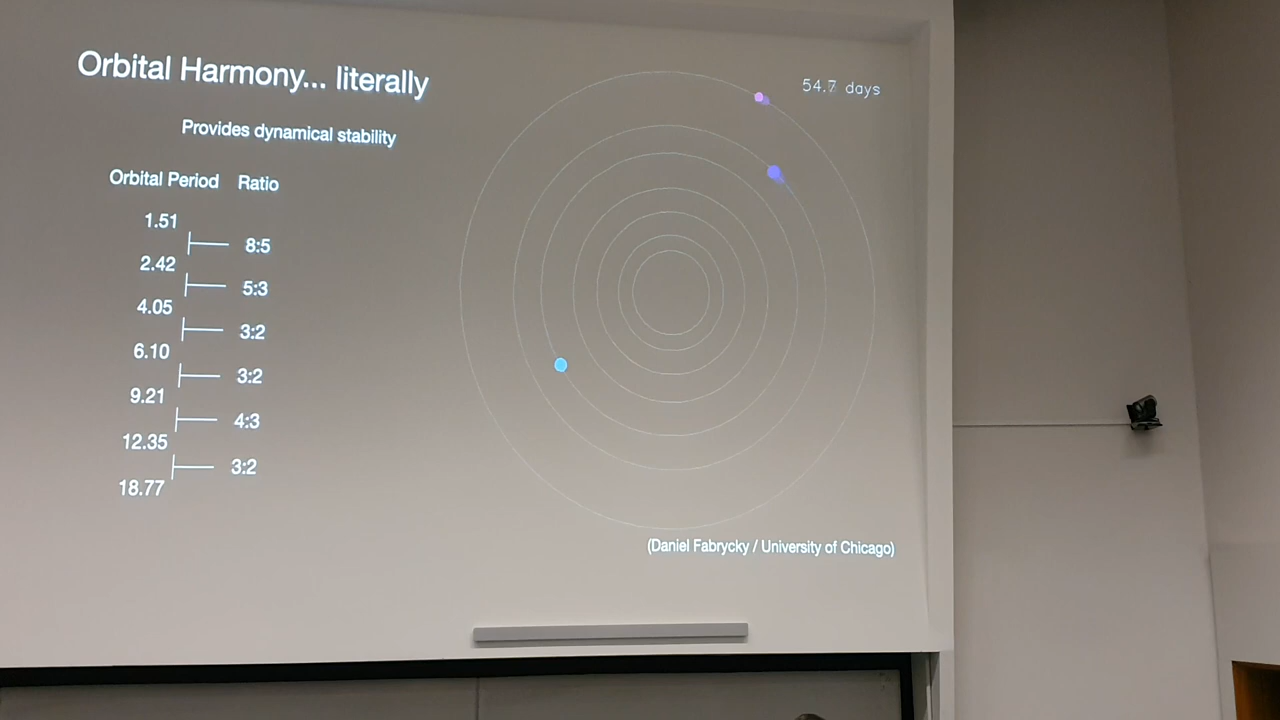 Orbital Harmony... literally
54.7 days
Provides dynamical stability
Orbital Period Ratio
1.51
8:5
2.42
5:3
4.05
3:2
6.10
3:2
9.21
4:3
12.35
3:2
18.77
(Daniel Fabrycky / University of Chicago)